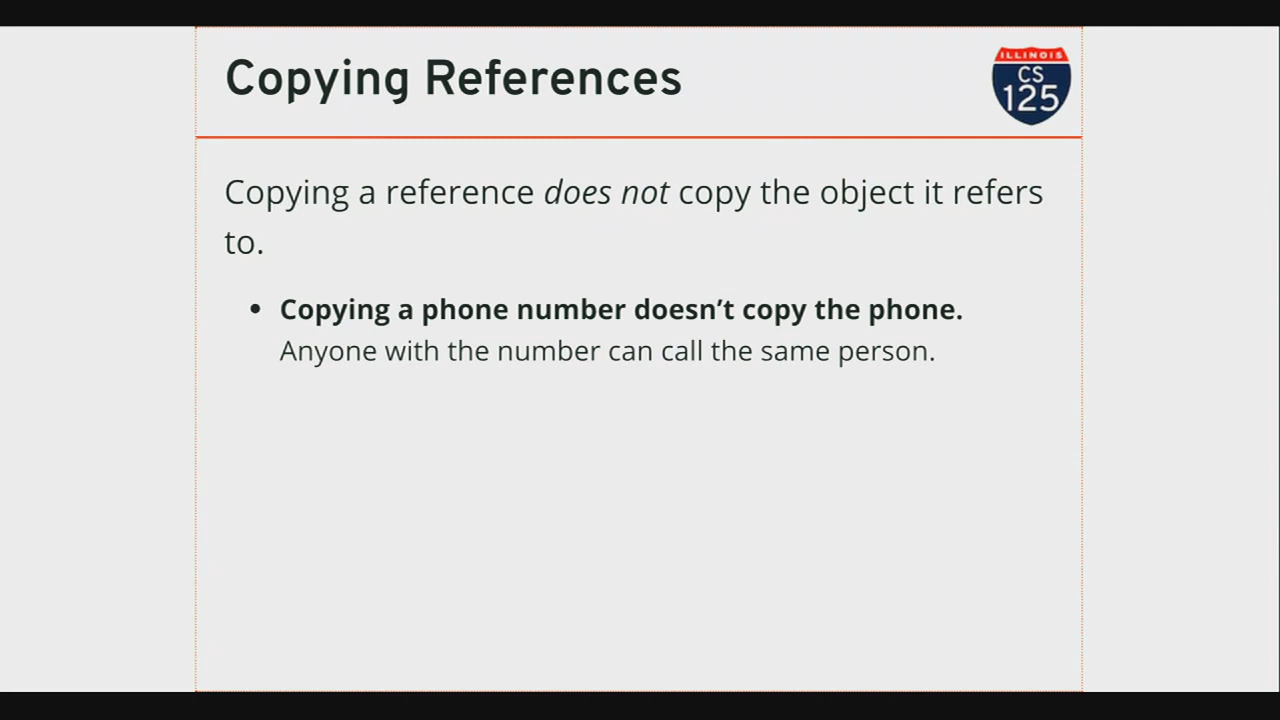 Copying References
ILLINOIS
CS
125
Copying a reference does not copy the object it refers
to.
• Copying a phone number doesn’t copy the phone.
Anyone with the number can call the same person.